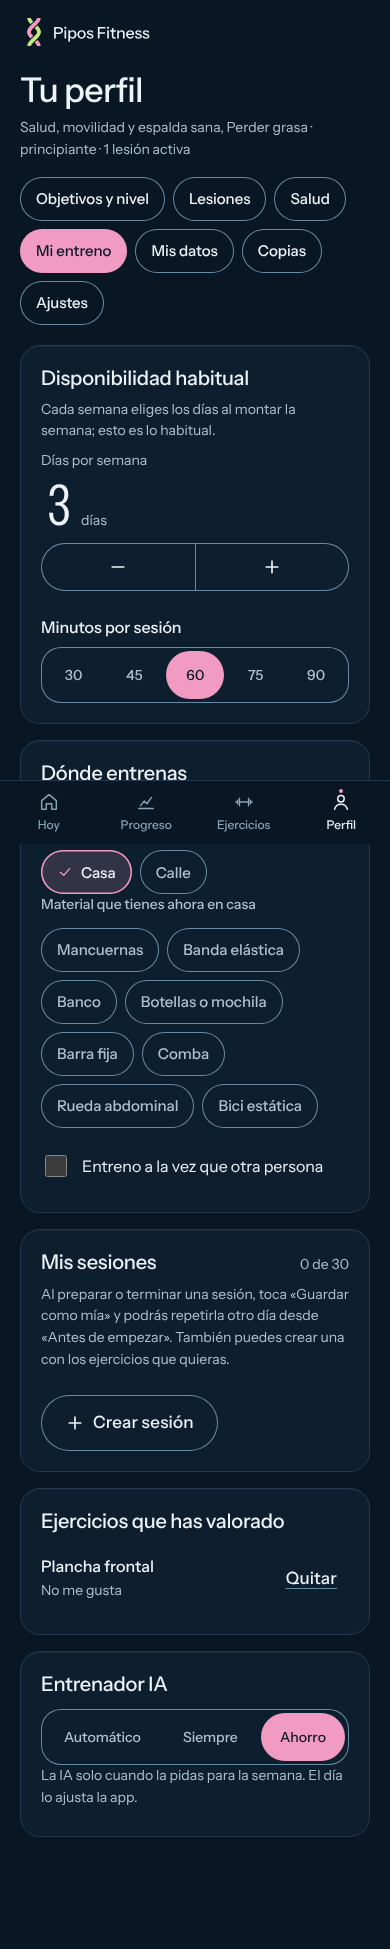 Pipos Fitness
Tu perfil
Salud, movilidad y espalda sana, Perder grasa ·
principiante · 1 lesión activa
Objetivos y nivel
Lesiones
Salud
Mi entreno
Mis datos
Copias
Ajustes
Disponibilidad habitual
Cada semana eliges los días al montar la
semana; esto es lo habitual.
Días por semana
3 días
Minutos por sesión
30 45 60 75 90
Dónde entrenas
Hoy
Progreso
Ejercicios
Perfil
Casa
Calle
Material que tienes ahora en casa
Mancuernas
Banda elástica
Banco
Botellas o mochila
Barra fija
Comba
Rueda abdominal
Bici estática
Entreno a la vez que otra persona
Mis sesiones
0 de 30
Al preparar o terminar una sesión, toca «Guardar
como mía» y podrás repetirla otro día desde
«Antes de empezar». También puedes crear una
con los ejercicios que quieras.
Crear sesión
Ejercicios que has valorado
Plancha frontal
No me gusta
Quitar
Entrenador IA
Automático
Siempre
Ahorro
La IA solo cuando la pidas para la semana. El día
lo ajusta la app.